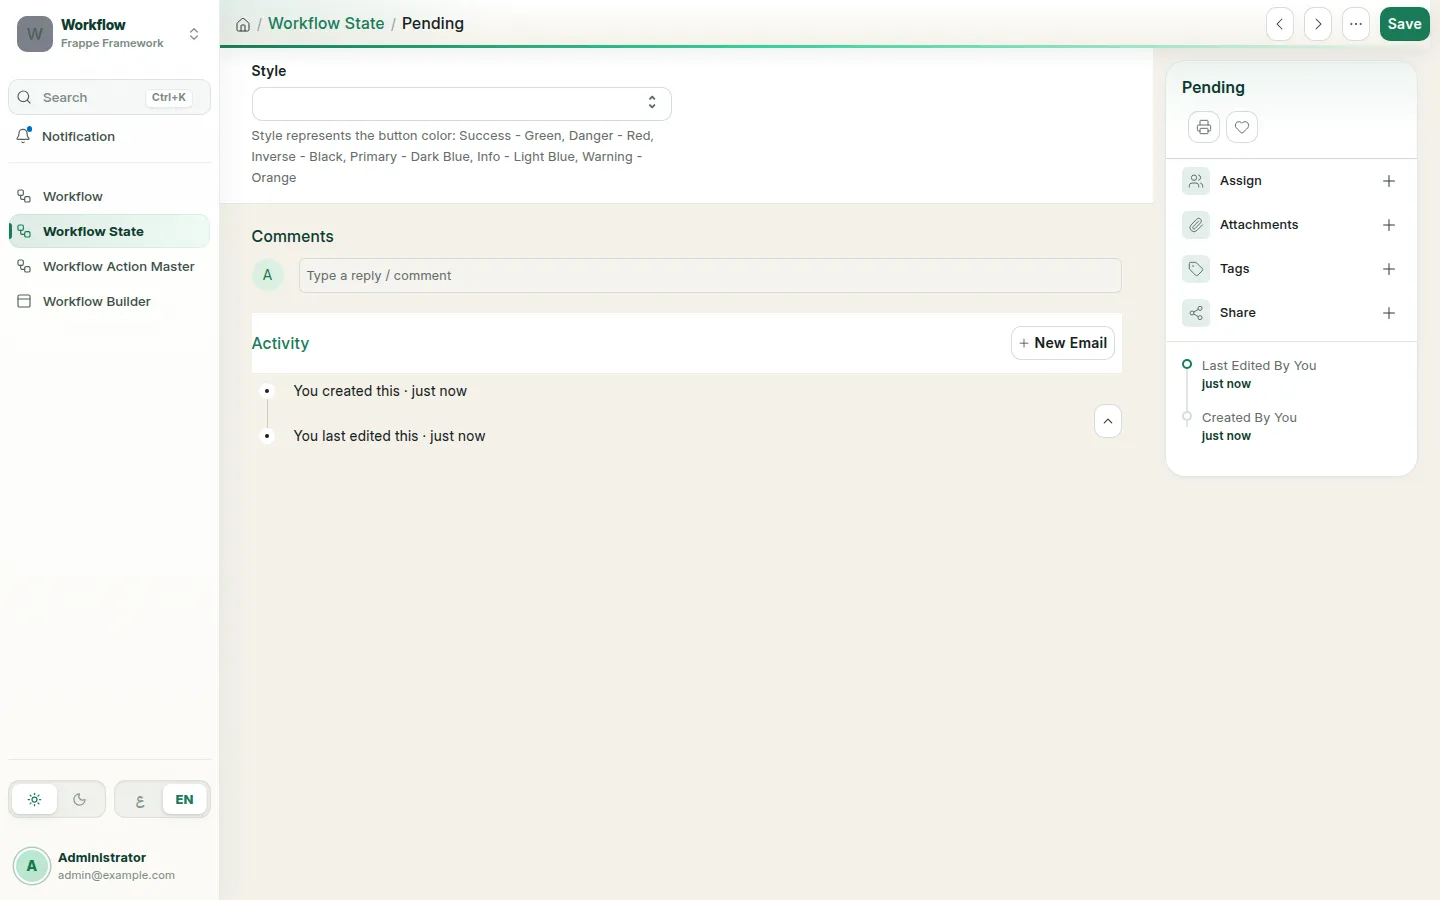 W
Workflow
Frappe Framework
Search
Ctrl+K
Notification
Workflow
Workflow State
Workflow Action Master
Workflow Builder
ع
EN
A
Administrator
admin@example.com
/ Workflow State / Pending
Save
Style
Style represents the button color: Success - Green, Danger - Red,
Inverse - Black, Primary - Dark Blue, Info - Light Blue, Warning -
Orange
Comments
A
Type a reply / comment
Activity
+ New Email
You created this · just now
You last edited this · just now
Pending
Assign
Attachments
Tags
Share
Last Edited By You
just now
Created By You
just now